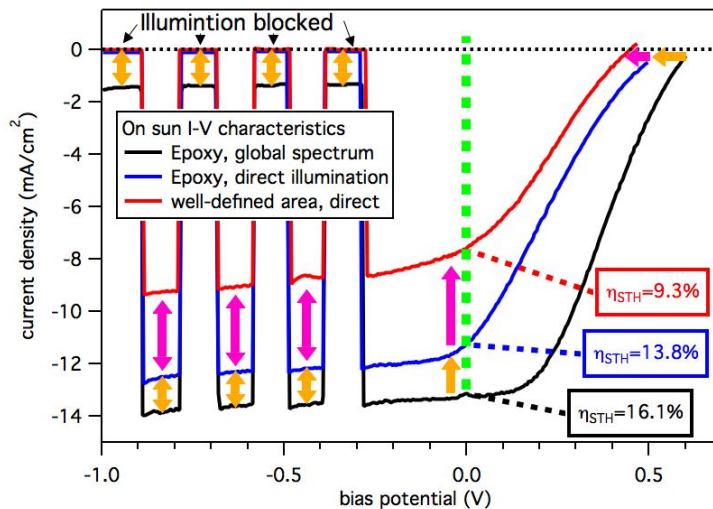 Illumintion blocked
0
-2
-4
-6
-8
-10
-12
-14
current density (mA/cm²)
On sun I-V characteristics
Epoxy, global spectrum
Epoxy, direct illumination
well-defined area, direct
ηSTH=9.3%
ηSTH=13.8%
ηSTH=16.1%
-1.0
-0.5
0.0
0.5
bias potential (V)